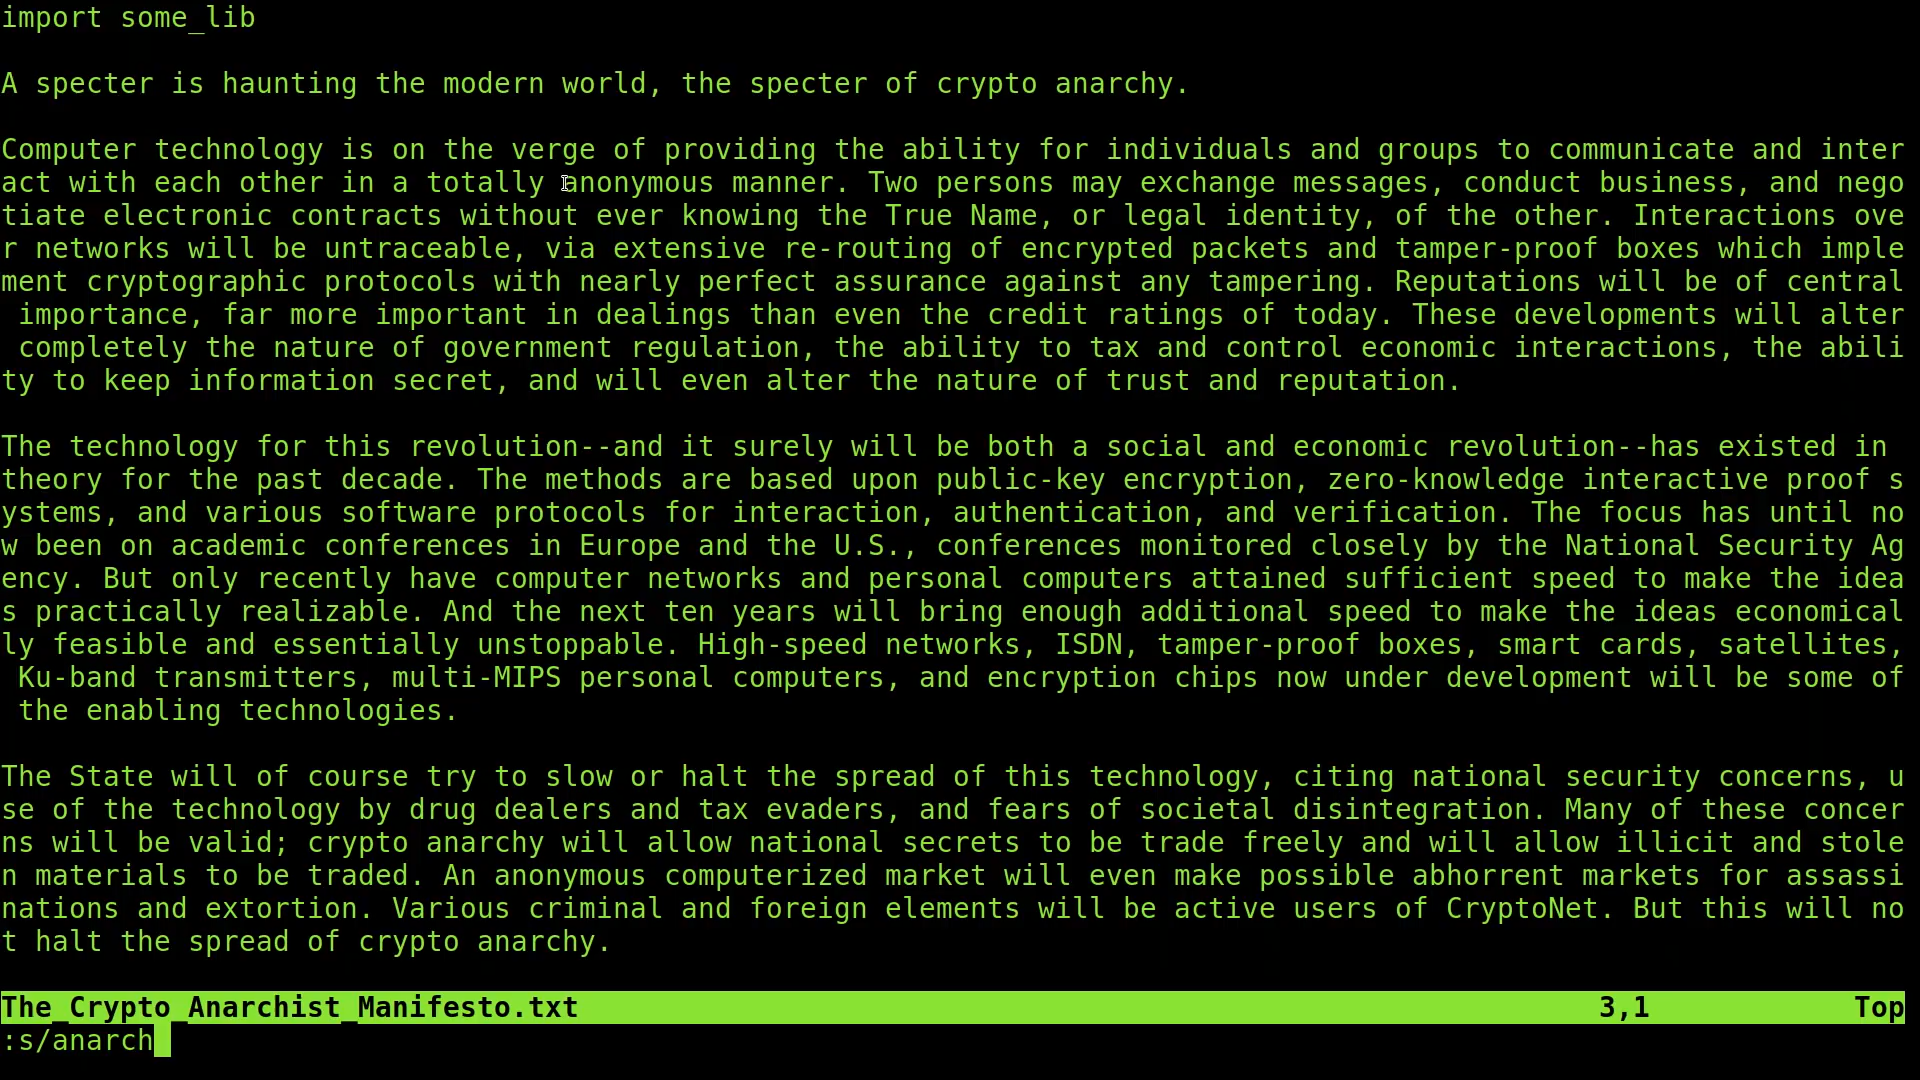 import some_lib
A specter is haunting the modern world, the specter of crypto anarchy.
Computer technology is on the verge of providing the ability for individuals and groups to communicate and inter
act with each other in a totally anonymous manner. Two persons may exchange messages, conduct business, and nego
tiate electronic contracts without ever knowing the True Name, or legal identity, of the other. Interactions ove
r networks will be untraceable, via extensive re-routing of encrypted packets and tamper-proof boxes which imple
ment cryptographic protocols with nearly perfect assurance against any tampering. Reputations will be of central
 importance, far more important in dealings than even the credit ratings of today. These developments will alter
 completely the nature of government regulation, the ability to tax and control economic interactions, the abili
ty to keep information secret, and will even alter the nature of trust and reputation.
The technology for this revolution--and it surely will be both a social and economic revolution--has existed in
theory for the past decade. The methods are based upon public-key encryption, zero-knowledge interactive proof s
ystems, and various software protocols for interaction, authentication, and verification. The focus has until no
w been on academic conferences in Europe and the U.S., conferences monitored closely by the National Security Ag
ency. But only recently have computer networks and personal computers attained sufficient speed to make the idea
s practically realizable. And the next ten years will bring enough additional speed to make the ideas economical
ly feasible and essentially unstoppable. High-speed networks, ISDN, tamper-proof boxes, smart cards, satellites,
 Ku-band transmitters, multi-MIPS personal computers, and encryption chips now under development will be some of
 the enabling technologies.
The State will of course try to slow or halt the spread of this technology, citing national security concerns, u
se of the technology by drug dealers and tax evaders, and fears of societal disintegration. Many of these concer
ns will be valid; crypto anarchy will allow national secrets to be trade freely and will allow illicit and stole
n materials to be traded. An anonymous computerized market will even make possible abhorrent markets for assassi
nations and extortion. Various criminal and foreign elements will be active users of CryptoNet. But this will no
t halt the spread of crypto anarchy.
The_Crypto_Anarchist_Manifesto.txt 3,1 Top
:s/anarch